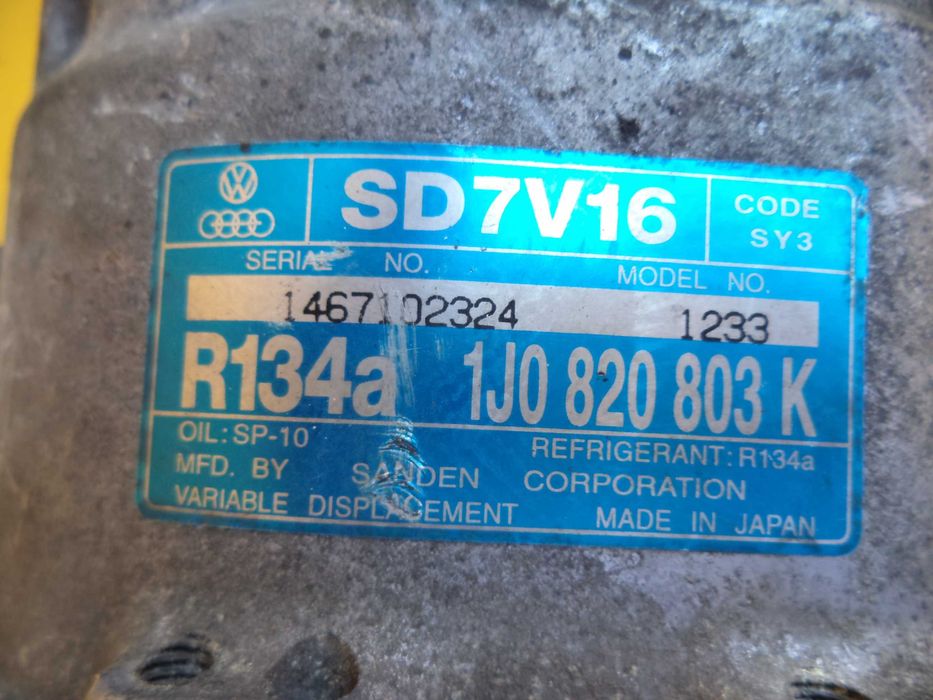 SD7V16
CODE
SY3
SERIAL NO.
MODEL NO.
1467102324 1233
R134a 1J0 820 803 K
OIL: SP-10
REFRIGERANT: R134a
MFD. BY SANDEN CORPORATION
VARIABLE DISPLACEMENT MADE IN JAPAN